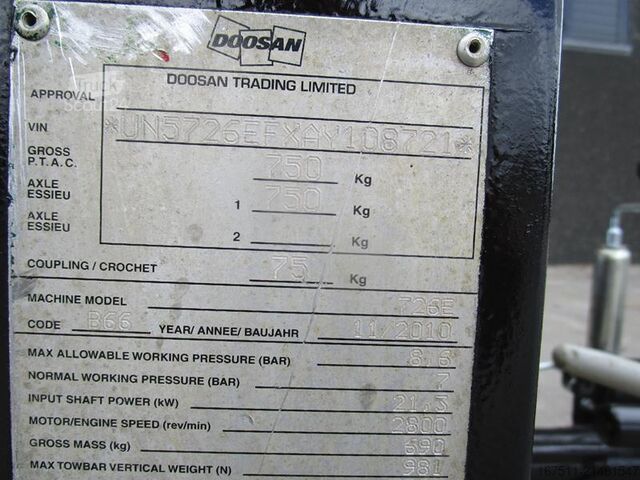 DOOSAN
DOOSAN TRADING LIMITED
APPROVAL
VIN *UN5726EFXAY108721*
GROSS P.T.A.C. 750 Kg
AXLE ESSIEU 1 750 Kg
AXLE ESSIEU 2 Kg
COUPLING / CROCHET 75 Kg
MACHINE MODEL 726E
CODE B66 YEAR/ ANNEE/ BAUJAHR 11/2010
MAX ALLOWABLE WORKING PRESSURE (BAR) 8,6
NORMAL WORKING PRESSURE (BAR) 7
INPUT SHAFT POWER (kW) 21,3
MOTOR/ENGINE SPEED (rev/min) 2800
GROSS MASS (kg) 690
MAX TOWBAR VERTICAL WEIGHT (N) 981